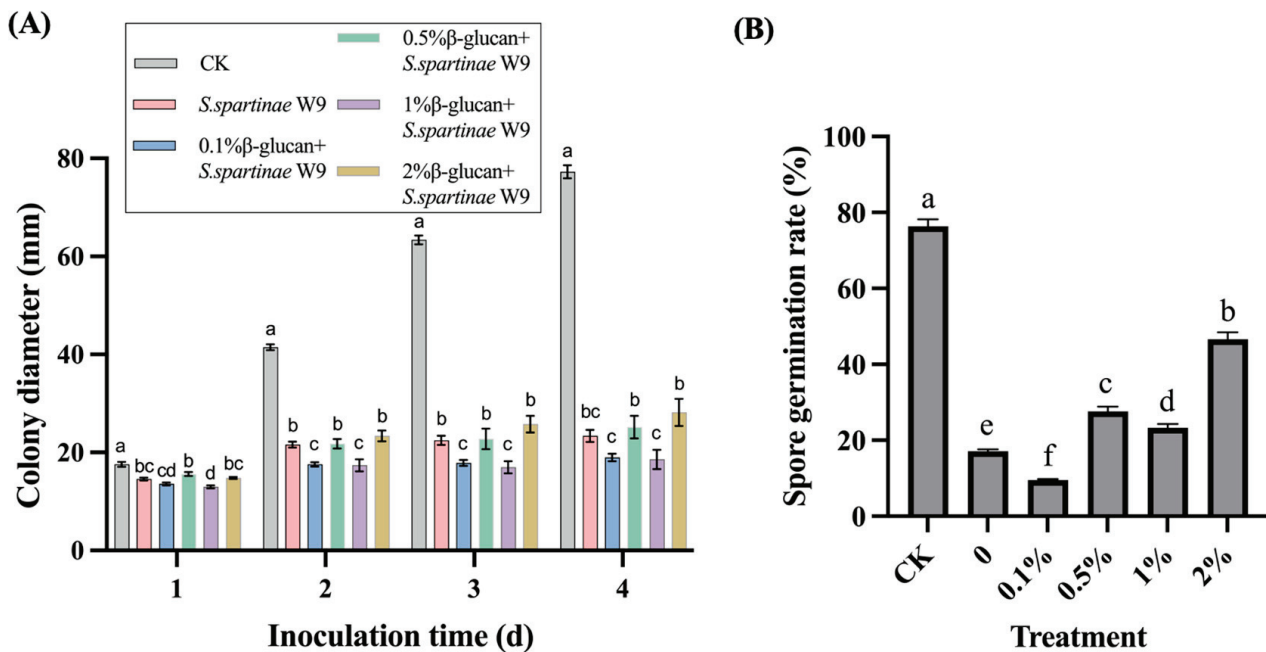 (A)
CK
S.spartinae W9
0.1%β-glucan+
S.spartinae W9
0.5%β-glucan+
S.spartinae W9
1%β-glucan+
S.spartinae W9
2%β-glucan+
S.spartinae W9
Colony diameter (mm)
80
60
40
20
0
a
bc
cd
b
d
bc
a
b
c
b
c
b
a
b
c
b
c
b
a
bc
c
b
c
b
1
2
3
4
Inoculation time (d)
(B)
Spore germination rate (%)
100
80
60
40
20
0
a
e
f
c
d
b
CK
0
0.1%
0.5%
1%
2%
Treatment